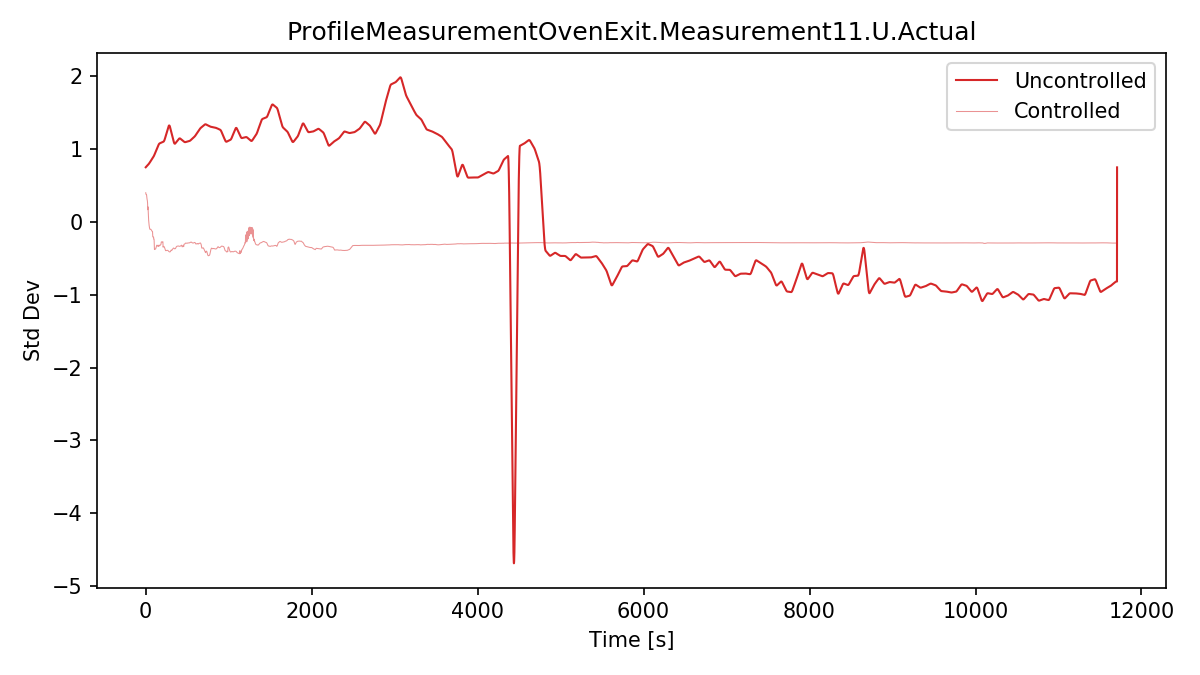 ProfileMeasurementOvenExit.Measurement11.U.Actual
Uncontrolled
Controlled
2
1
0
−1
−2
−3
−4
−5
Std Dev
0 2000 4000 6000 8000 10000 12000
Time [s]